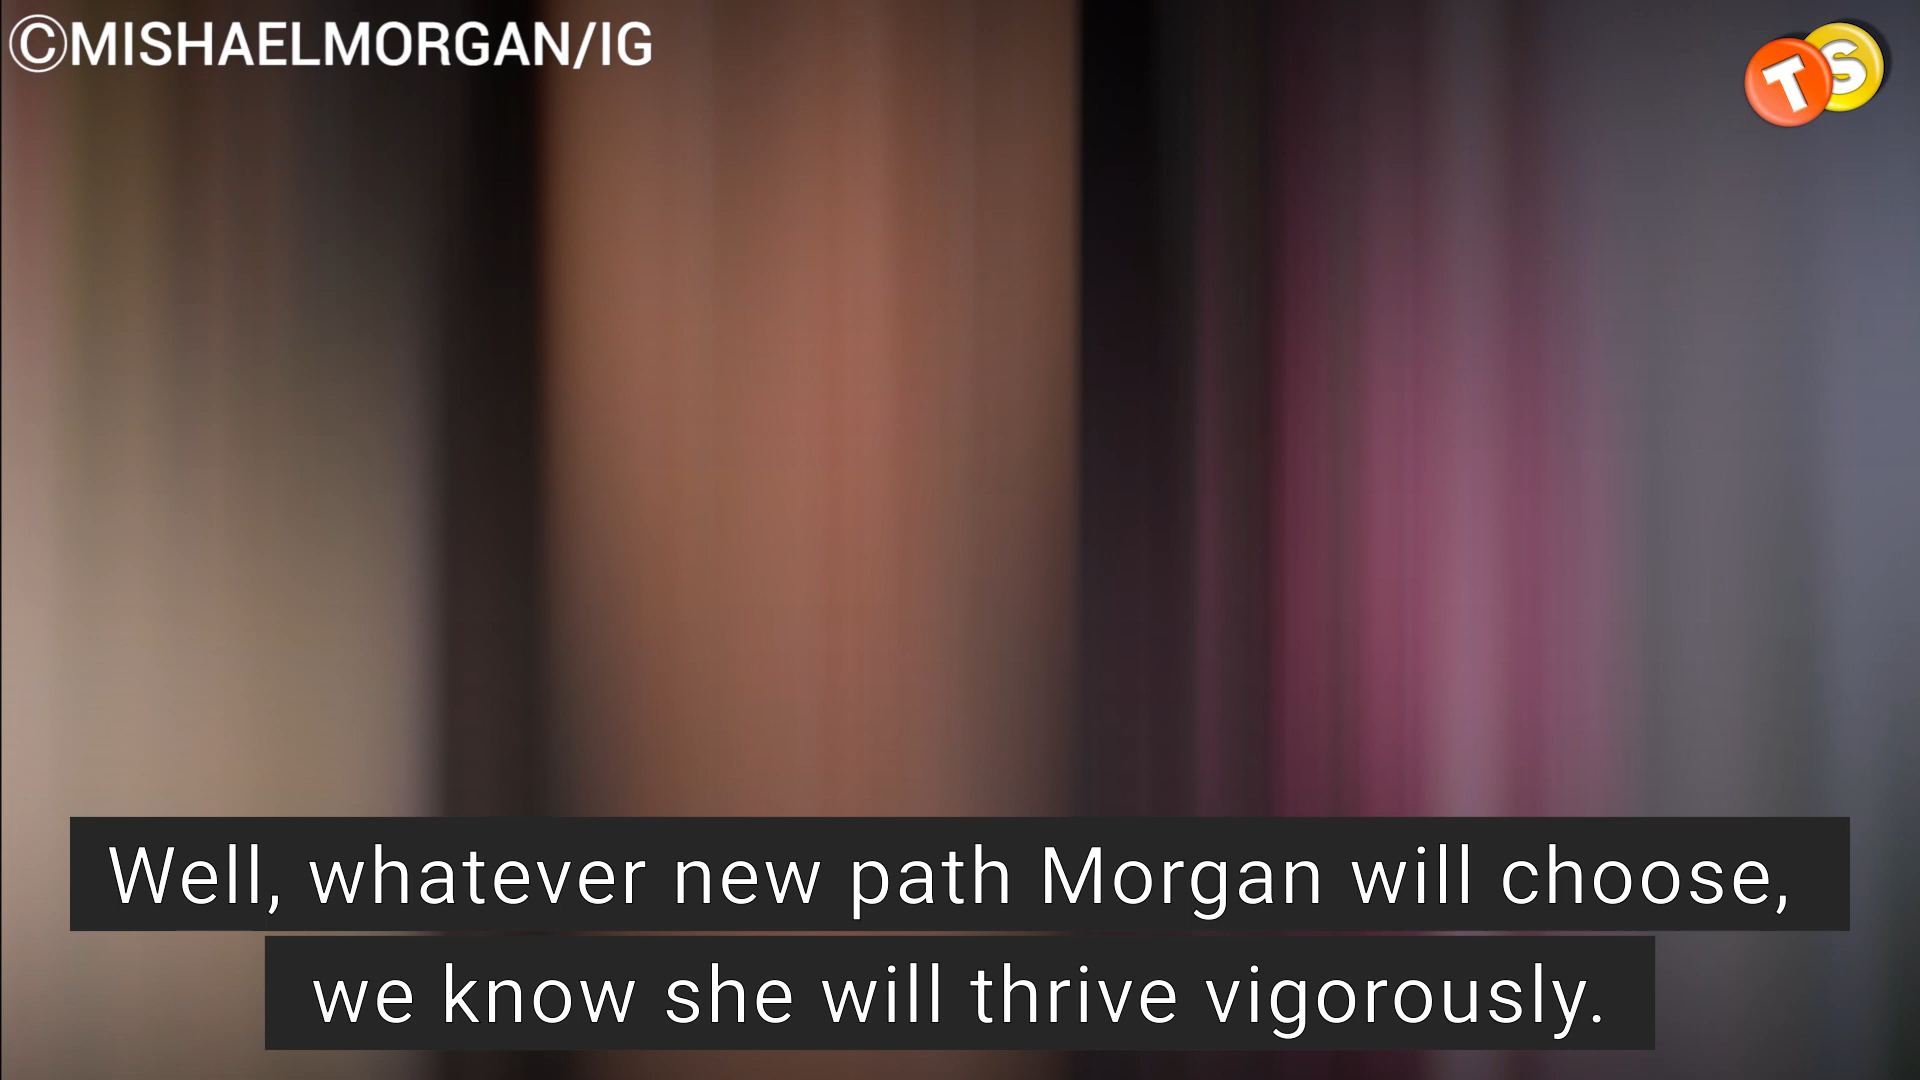 ©MISHAELMORGAN/IG
TS
Well, whatever new path Morgan will choose,
we know she will thrive vigorously.